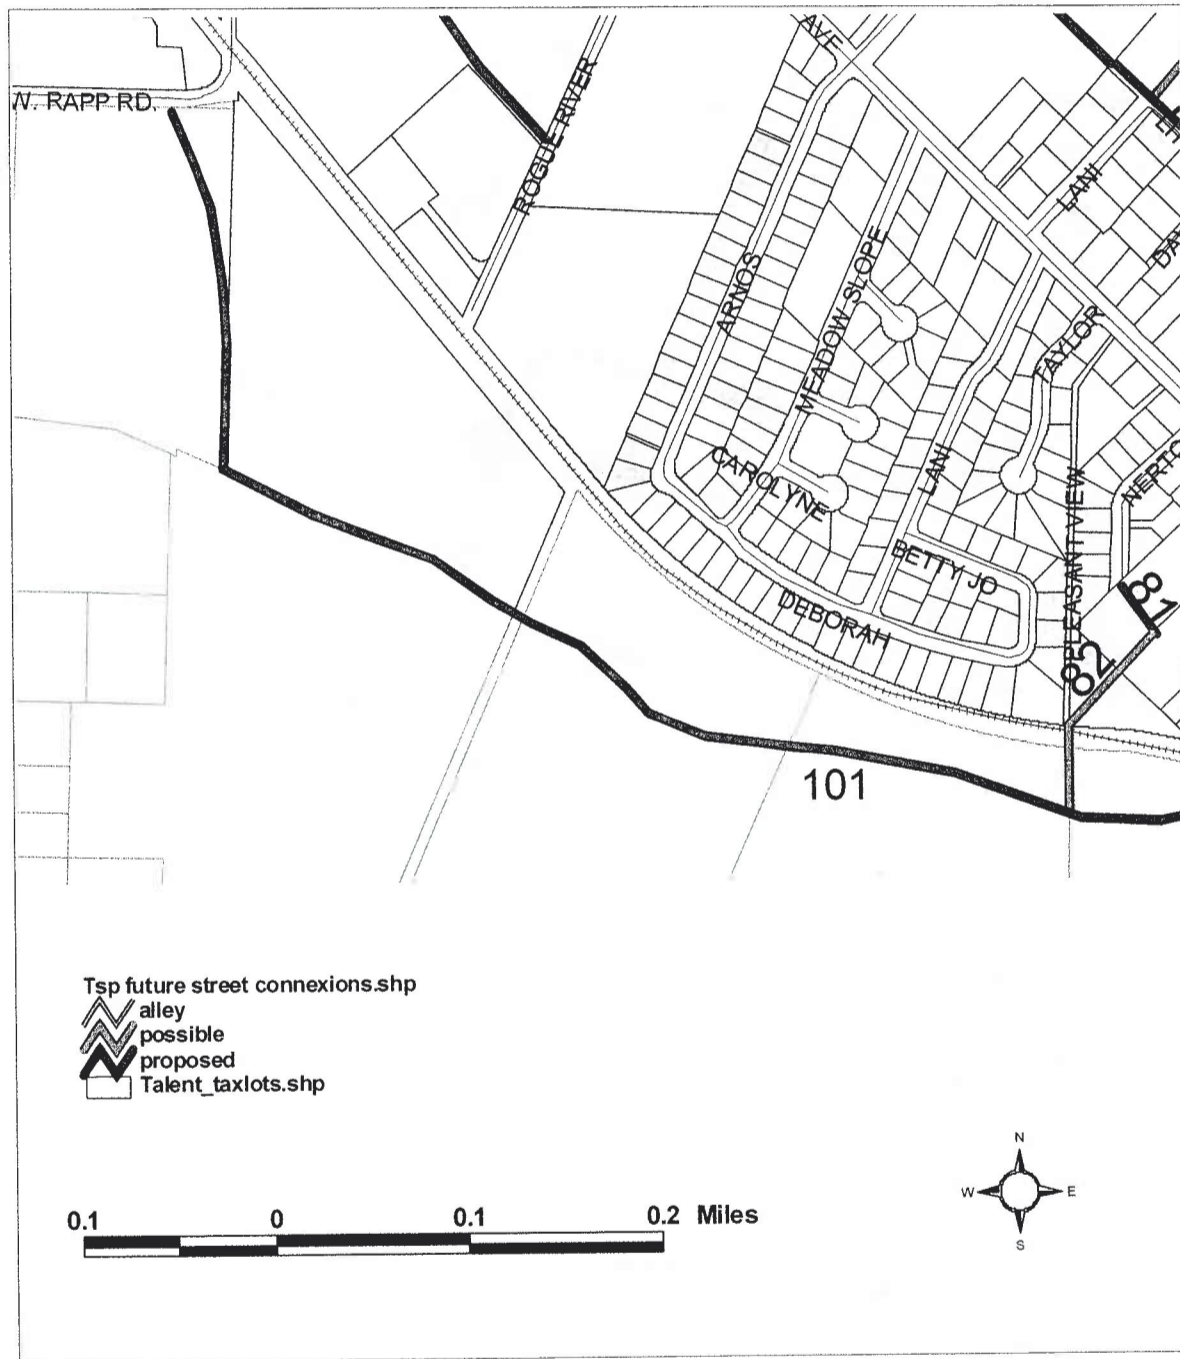 AVE
W. RAPP RD.
ROGUE RIVER
LANI
DA
ARNOS
MEADOW SLOPE
TAYLOR
CAROLYNE
LANI
PLEASANT VIEW
NERTO
BETTY JO
DEBORAH
81
82
101
Tsp future street connexions.shp
alley
possible
proposed
Talent_taxlots.shp
N
W E
S
0.1 0 0.1 0.2 Miles